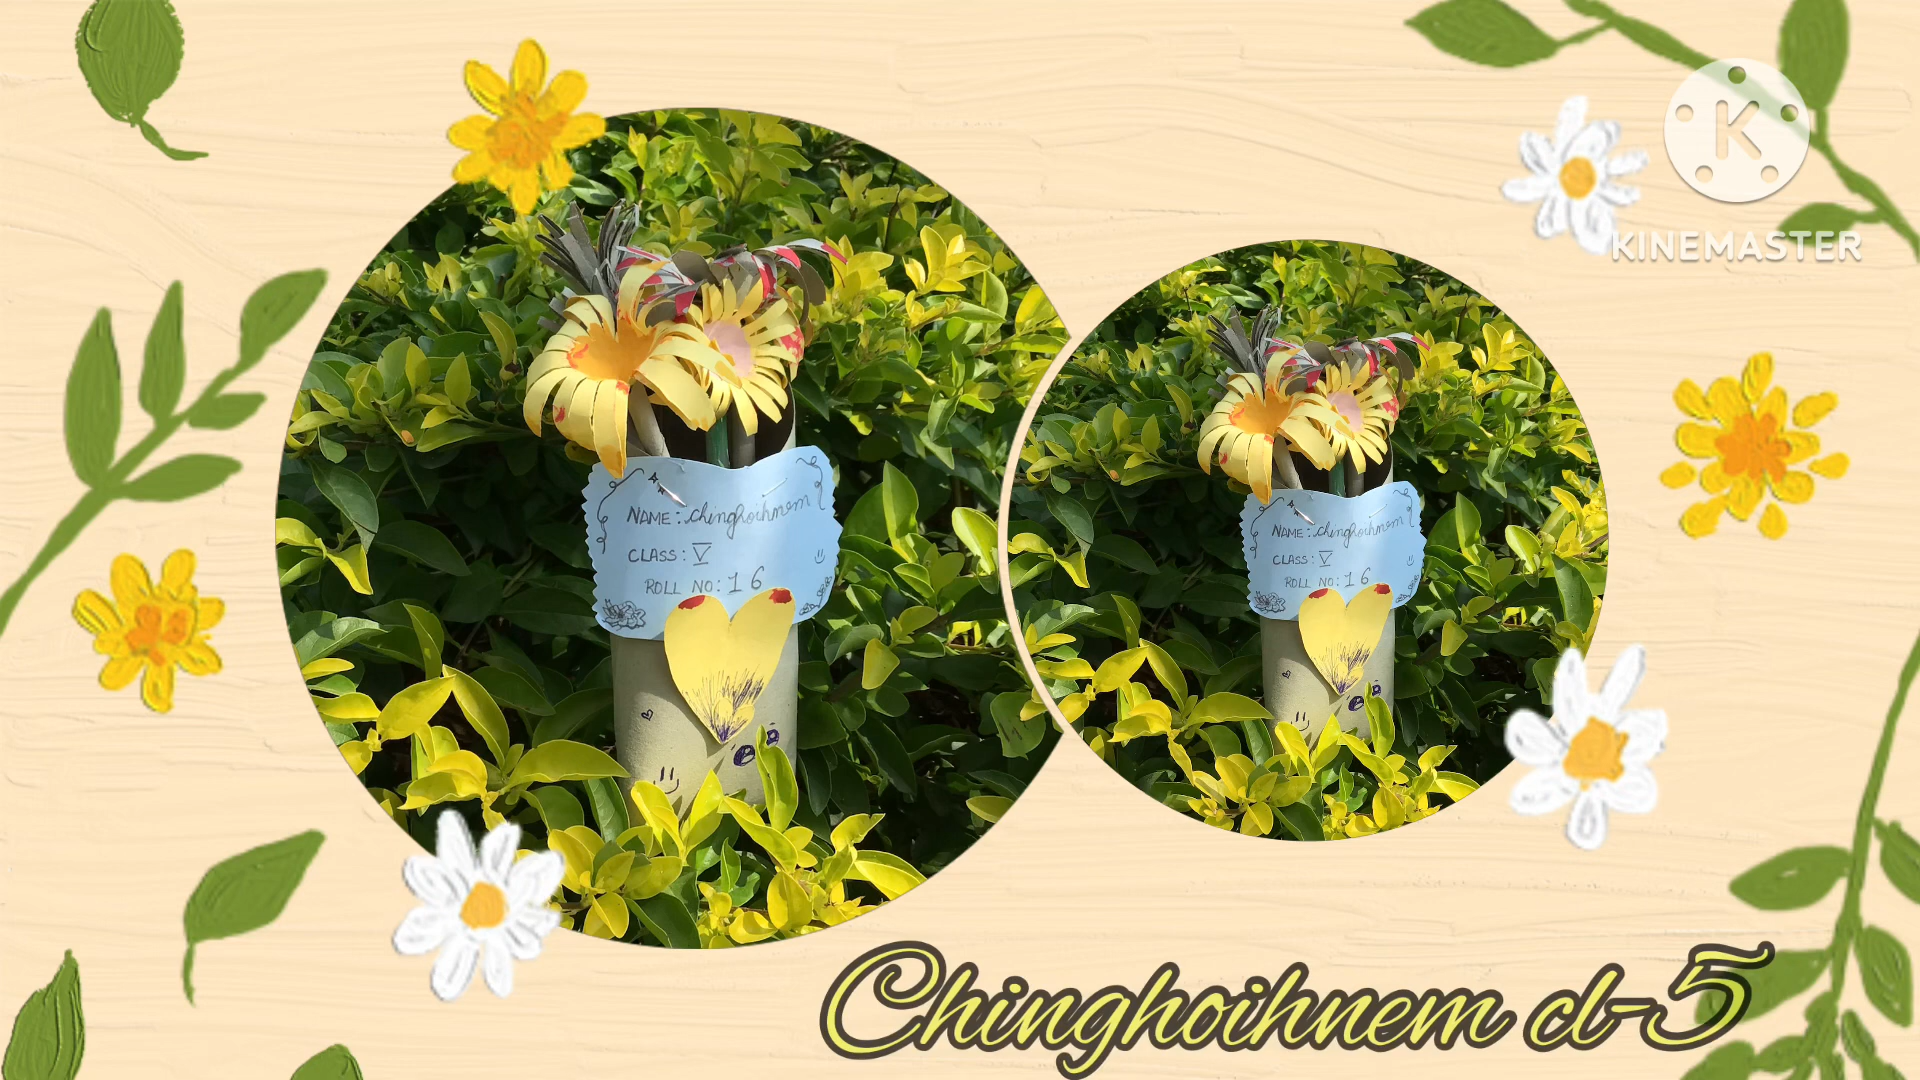 K
KINEMASTER
NAME: Chinghoihnem
CLASS: V
ROLL NO: 16
NAME: Chinghoihnem
CLASS: V
ROLL NO: 16
Chinghoihnem cl-5